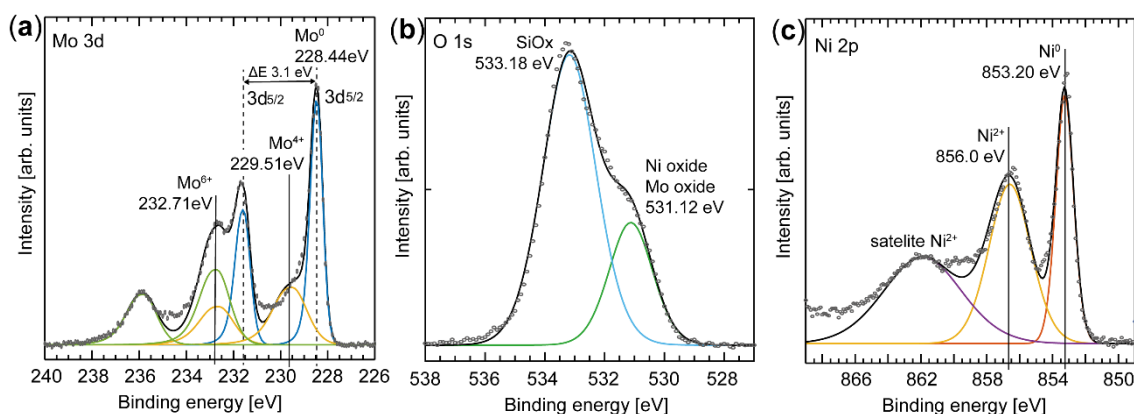 (a)
Mo 3d
Mo⁰
228.44eV
ΔE 3.1 eV
3d5/2
3d5/2
Mo⁴⁺
229.51eV
Mo⁶⁺
232.71eV
Intensity [arb. units]
240 238 236 234 232 230 228 226
Binding energy [eV]
(b)
O 1s
SiOx
533.18 eV
Ni oxide
Mo oxide
531.12 eV
Intensity [arb. units]
538 536 534 532 530 528
Binding energy [eV]
(c)
Ni 2p
Ni⁰
853.20 eV
Ni²⁺
856.0 eV
satelite Ni²⁺
Intensity [arb. units]
866 862 858 854 850
Binding energy [eV]